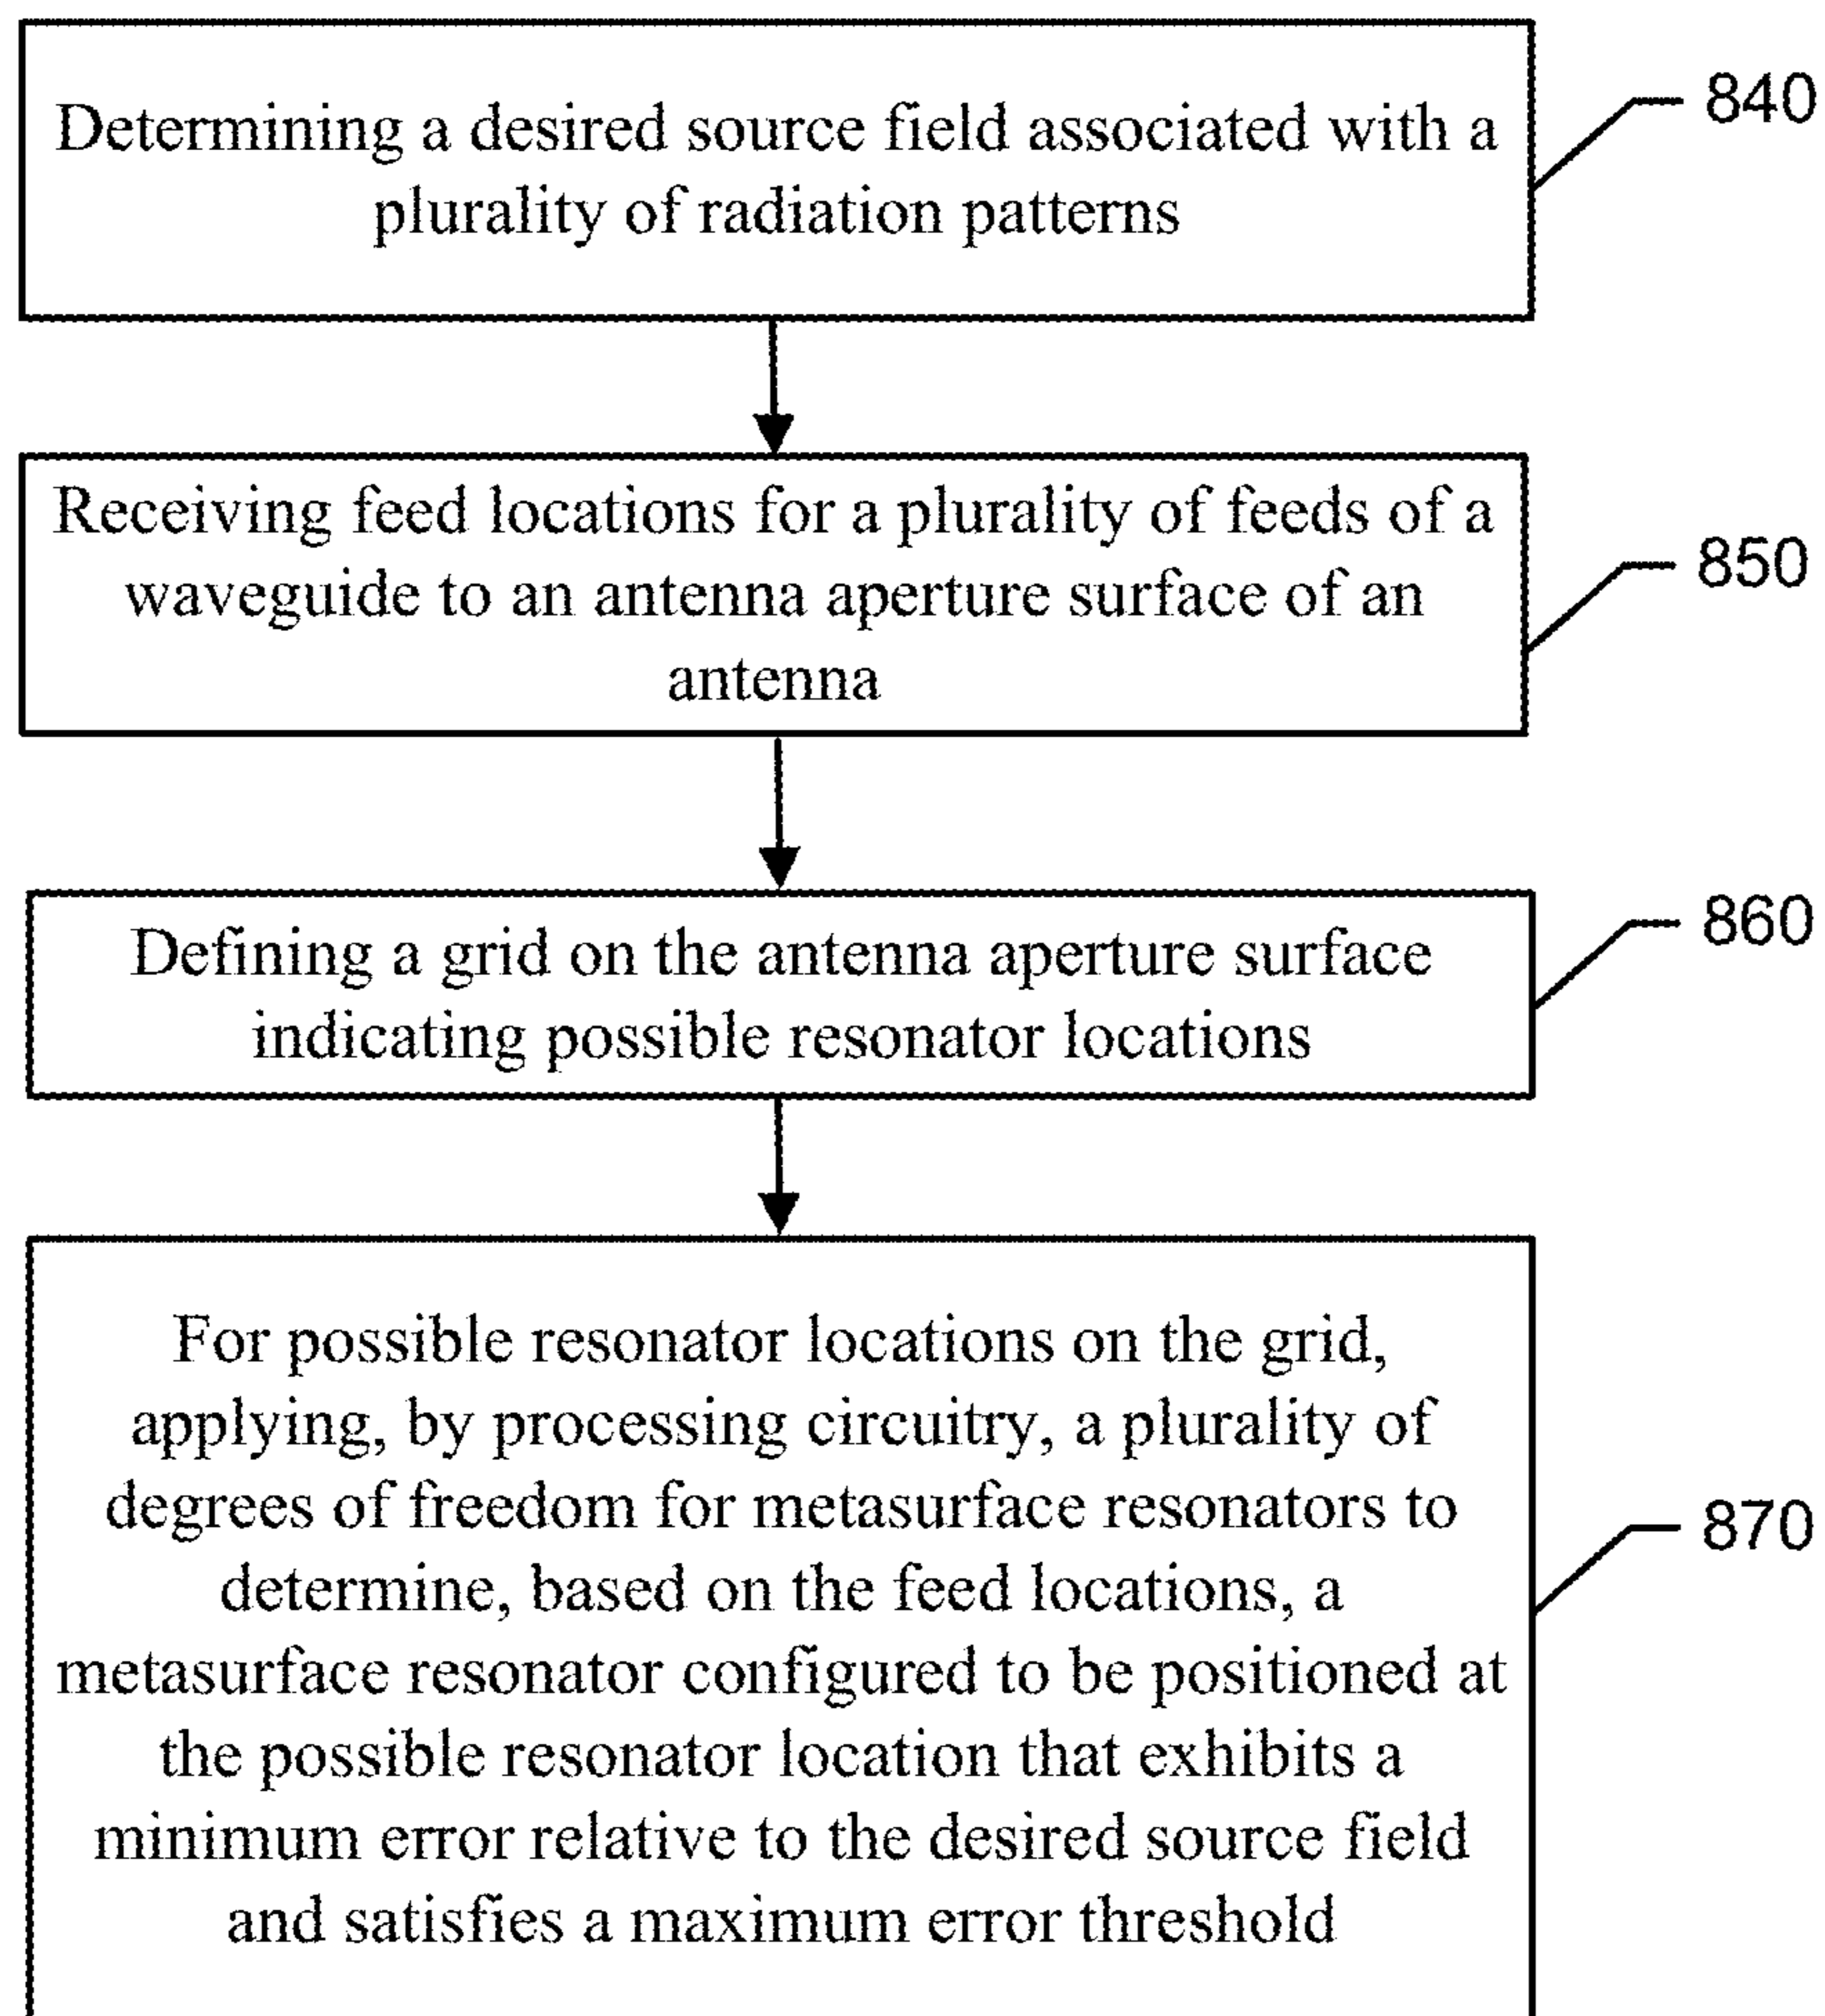 Determining a desired source field associated with a
plurality of radiation patterns
840
Receiving feed locations for a plurality of feeds of a
waveguide to an antenna aperture surface of an
antenna
850
Defining a grid on the antenna aperture surface
indicating possible resonator locations
860
For possible resonator locations on the grid,
applying, by processing circuitry, a plurality of
degrees of freedom for metasurface resonators to
determine, based on the feed locations, a
metasurface resonator configured to be positioned at
the possible resonator location that exhibits a
minimum error relative to the desired source field
and satisfies a maximum error threshold
870